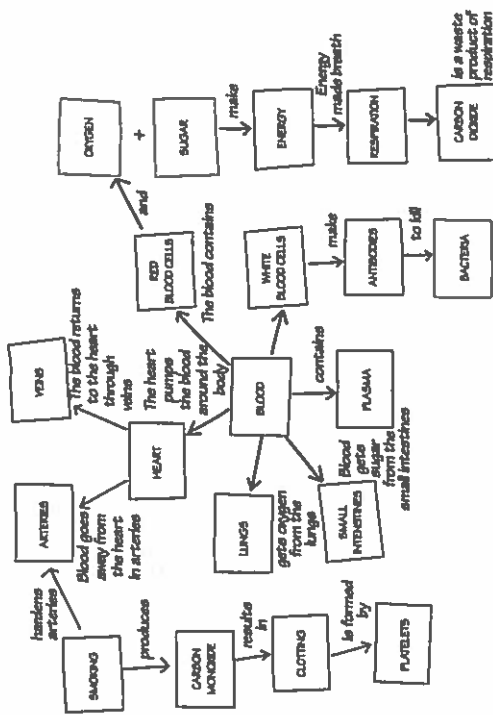 SMOKING
hardens
arteries
ARTERIES
produces
CARBON
MONOXIDE
results
in
CLOTTING
is formed
by
PLATELETS
Blood goes
away from
the heart
in arteries
HEART
VEINS
The blood returns
to the heart
through
veins
The heart
pumps
the blood
around the
body
BLOOD
LUNGS
gets oxygen
from the
lungs
SMALL
INTENSTINES
Blood
gets
sugar
from the
small intestines
contains
PLASMA
The blood contains
RED
BLOOD CELLS
and
OXYGEN
+
SUGAR
make
ENERGY
Energy
made breath
RESPIRATION
CARBON
DIOXIDE
is a waste
product of
respiration
WHITE
BLOOD CELLS
make
ANTIBODIES
to kill
BACTERIA